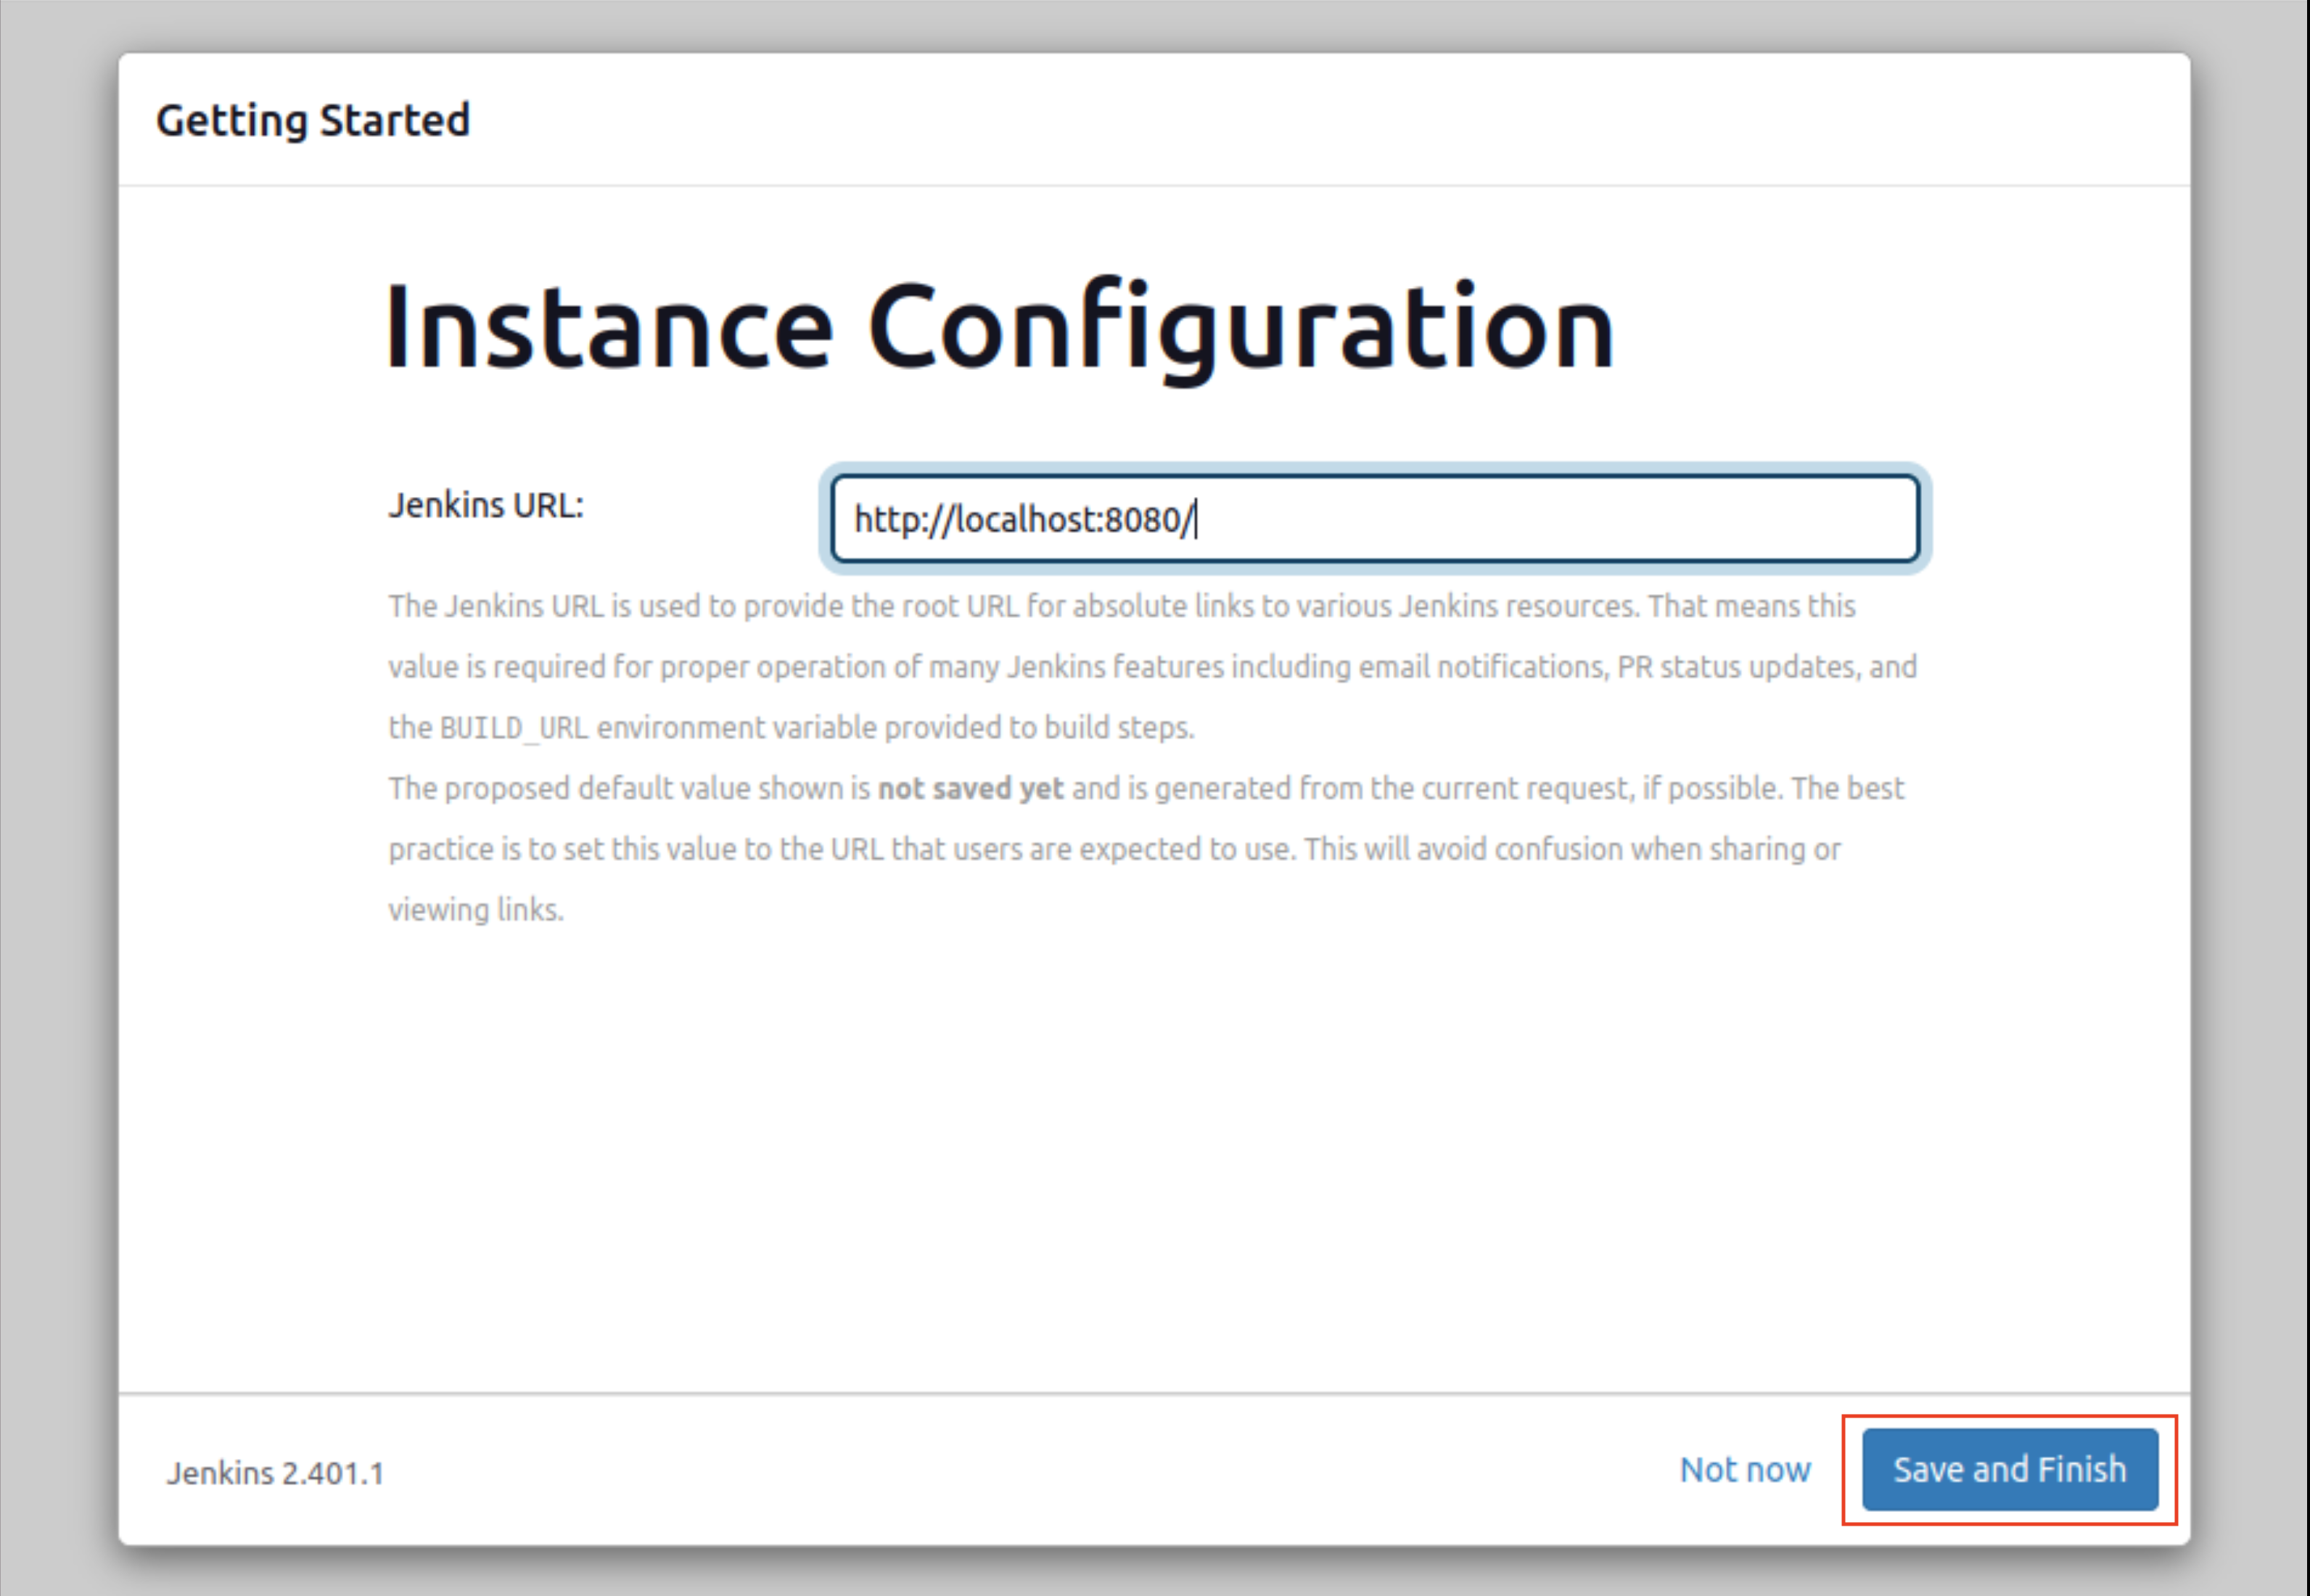 Getting Started
Instance Configuration
Jenkins URL:
http://localhost:8080/
The Jenkins URL is used to provide the root URL for absolute links to various Jenkins resources. That means this
value is required for proper operation of many Jenkins features including email notifications, PR status updates, and
the BUILD_URL environment variable provided to build steps.
The proposed default value shown is not saved yet and is generated from the current request, if possible. The best
practice is to set this value to the URL that users are expected to use. This will avoid confusion when sharing or
viewing links.
Jenkins 2.401.1
Not now
Save and Finish